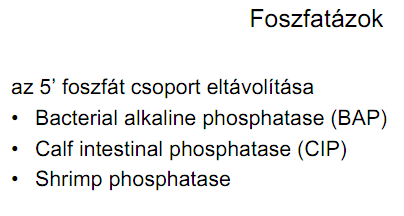 Foszfatázok
az 5’ foszfát csoport eltávolítása
• Bacterial alkaline phosphatase (BAP)
• Calf intestinal phosphatase (CIP)
• Shrimp phosphatase